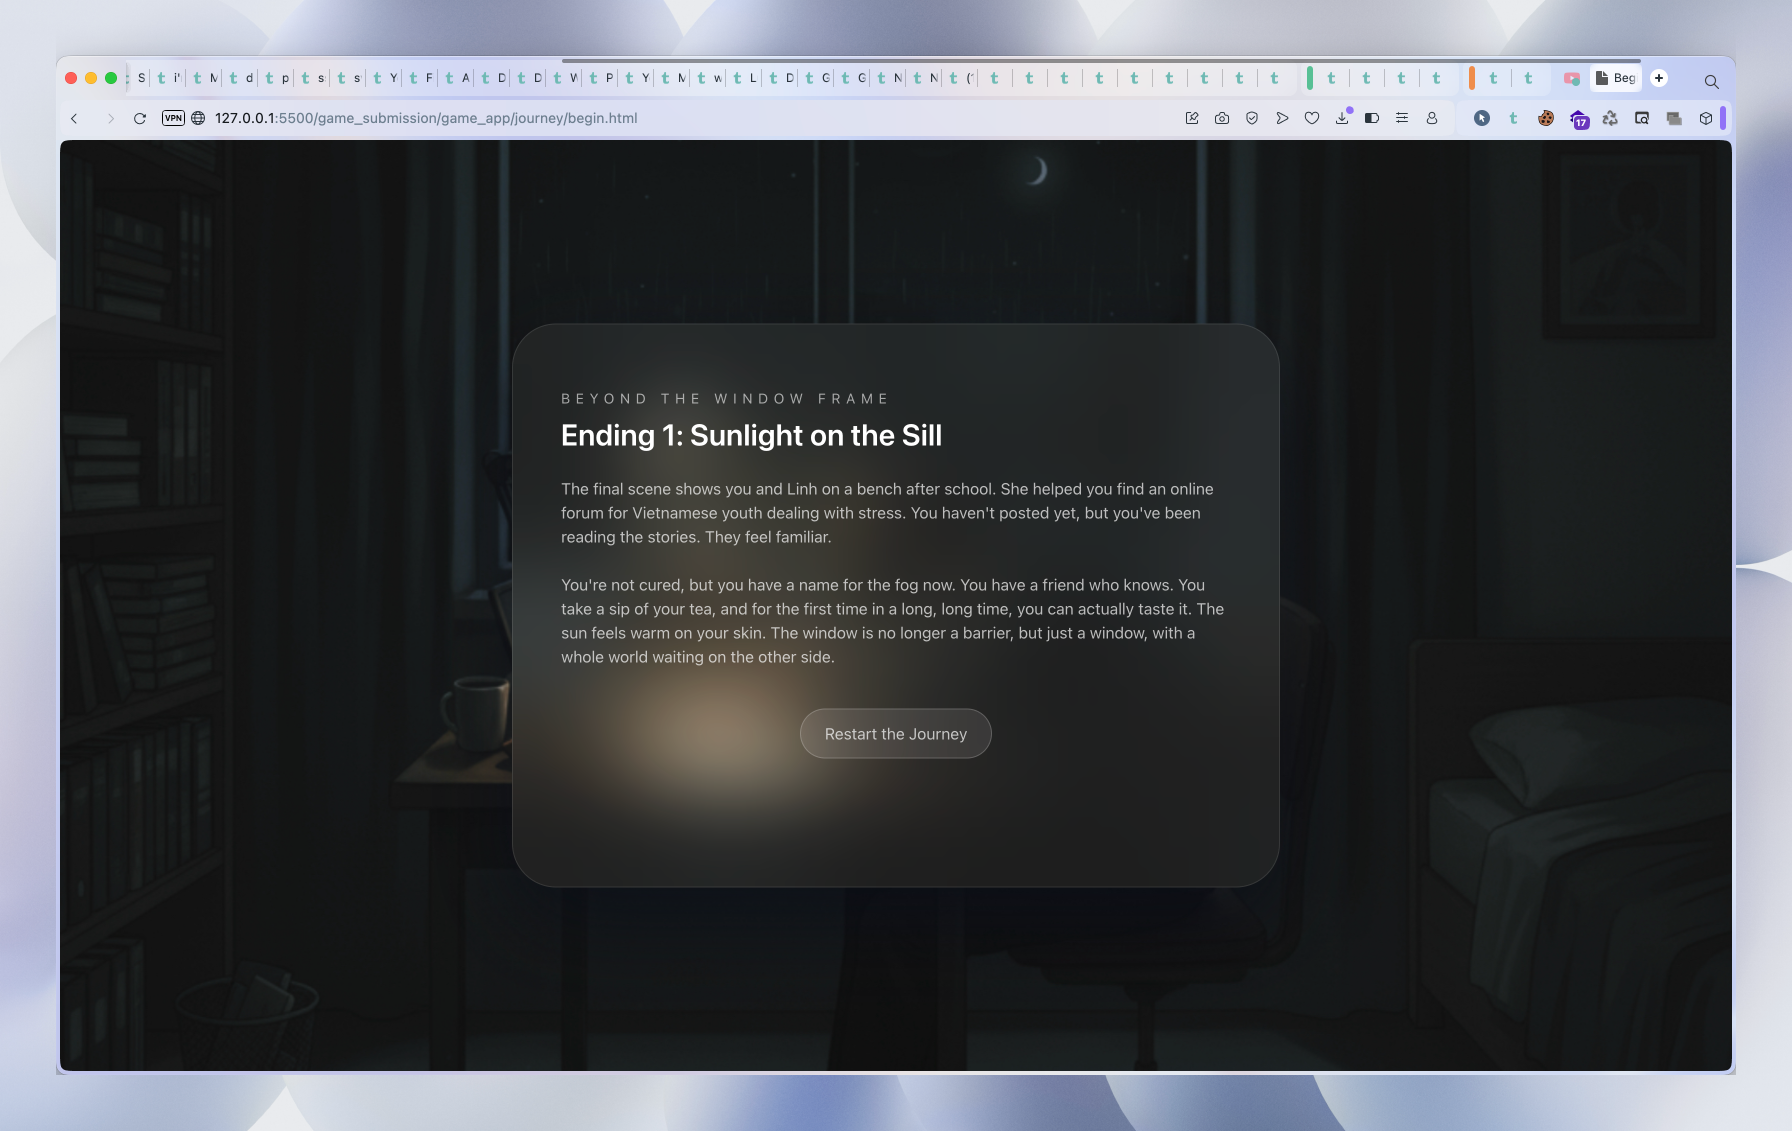 S t i' t M t d t p t s t s t Y t F t A t D t D t W t P t Y t M t w t L t D t G t G t N t N t t t t t t t t t t t t t t t t Beg
VPN 127.0.0.1:5500/game_submission/game_app/journey/begin.html t 17
BEYOND THE WINDOW FRAME
Ending 1: Sunlight on the Sill
The final scene shows you and Linh on a bench after school. She helped you find an online
forum for Vietnamese youth dealing with stress. You haven't posted yet, but you've been
reading the stories. They feel familiar.
You're not cured, but you have a name for the fog now. You have a friend who knows. You
take a sip of your tea, and for the first time in a long, long time, you can actually taste it. The
sun feels warm on your skin. The window is no longer a barrier, but just a window, with a
whole world waiting on the other side.
Restart the Journey